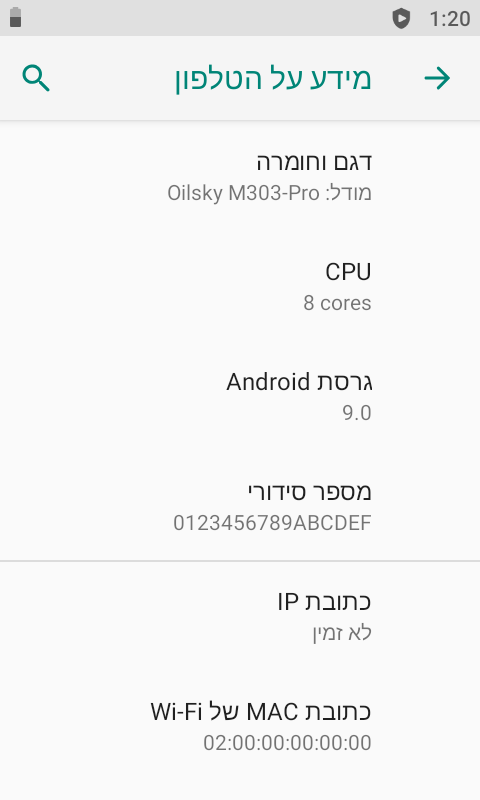 1:20
מידע על הטלפון
דגם וחומרה
מודל: Oilsky M303-Pro
CPU
8 cores
גרסת Android
9.0
מספר סידורי
0123456789ABCDEF
כתובת IP
לא זמין
כתובת MAC של Wi-Fi
02:00:00:00:00:00